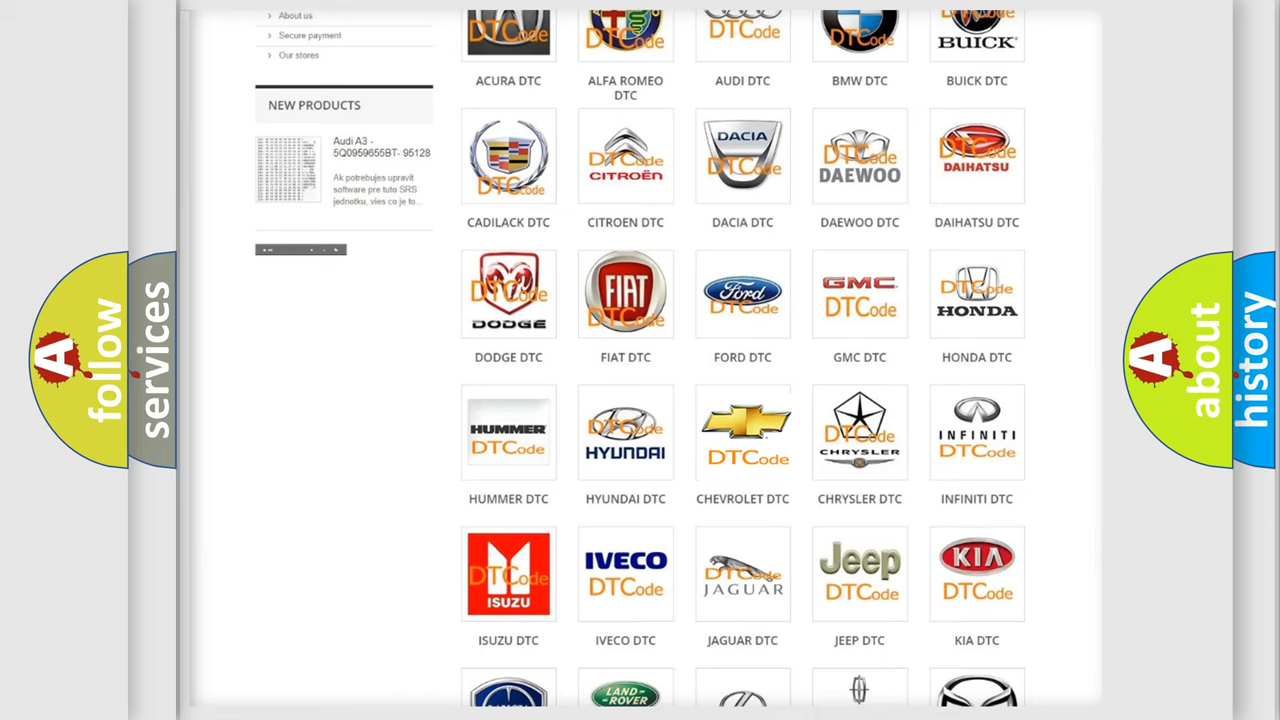 About us
Secure payment
Our stores
NEW PRODUCTS
Audi A3 -
5Q0959655BT- 95128
Ak potrebujes upravit
software pre tuto SRS
jednotku, vies co je to...
DTCode
DTCode
DTCode
DTCode
BUICK
ACURA DTC
ALFA ROMEO
DTC
AUDI DTC
BMW DTC
BUICK DTC
DTCode
DTCode
CITROËN
DACIA
DTCode
DTCode
DAEWOO
DTCode
DAIHATSU
CADILACK DTC
CITROEN DTC
DACIA DTC
DAEWOO DTC
DAIHATSU DTC
DTCode
DODGE
FIAT
DTCode
Ford
DTCode
GMC
DTCode
DTCode
HONDA
DODGE DTC
FIAT DTC
FORD DTC
GMC DTC
HONDA DTC
HUMMER
DTCode
DTCode
HYUNDAI
DTCode
DTCode
CHRYSLER
INFINITI
DTCode
HUMMER DTC
HYUNDAI DTC
CHEVROLET DTC
CHRYSLER DTC
INFINITI DTC
DTCode
ISUZU
IVECO
DTCode
DTCode
JAGUAR
Jeep
DTCode
KIA
DTCode
ISUZU DTC
IVECO DTC
JAGUAR DTC
JEEP DTC
KIA DTC
LAND-
ROVER
A
follow
services
A
about
history